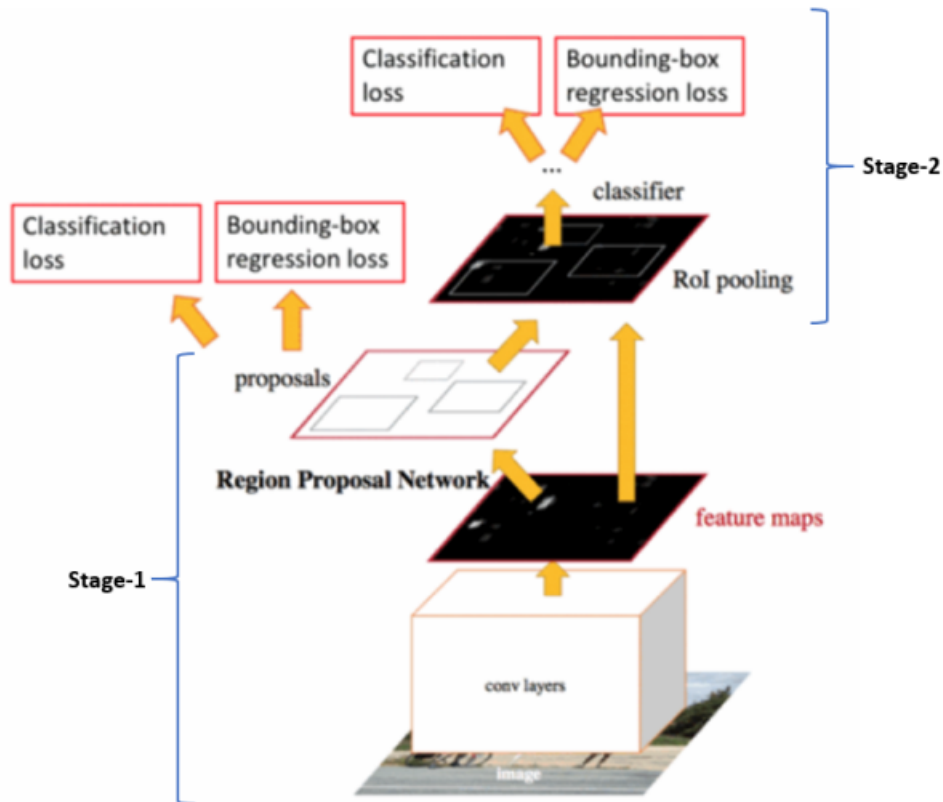 Classification
loss
Bounding-box
regression loss
Stage-2
...
classifier
Classification
loss
Bounding-box
regression loss
RoI pooling
proposals
Region Proposal Network
feature maps
Stage-1
conv layers
image